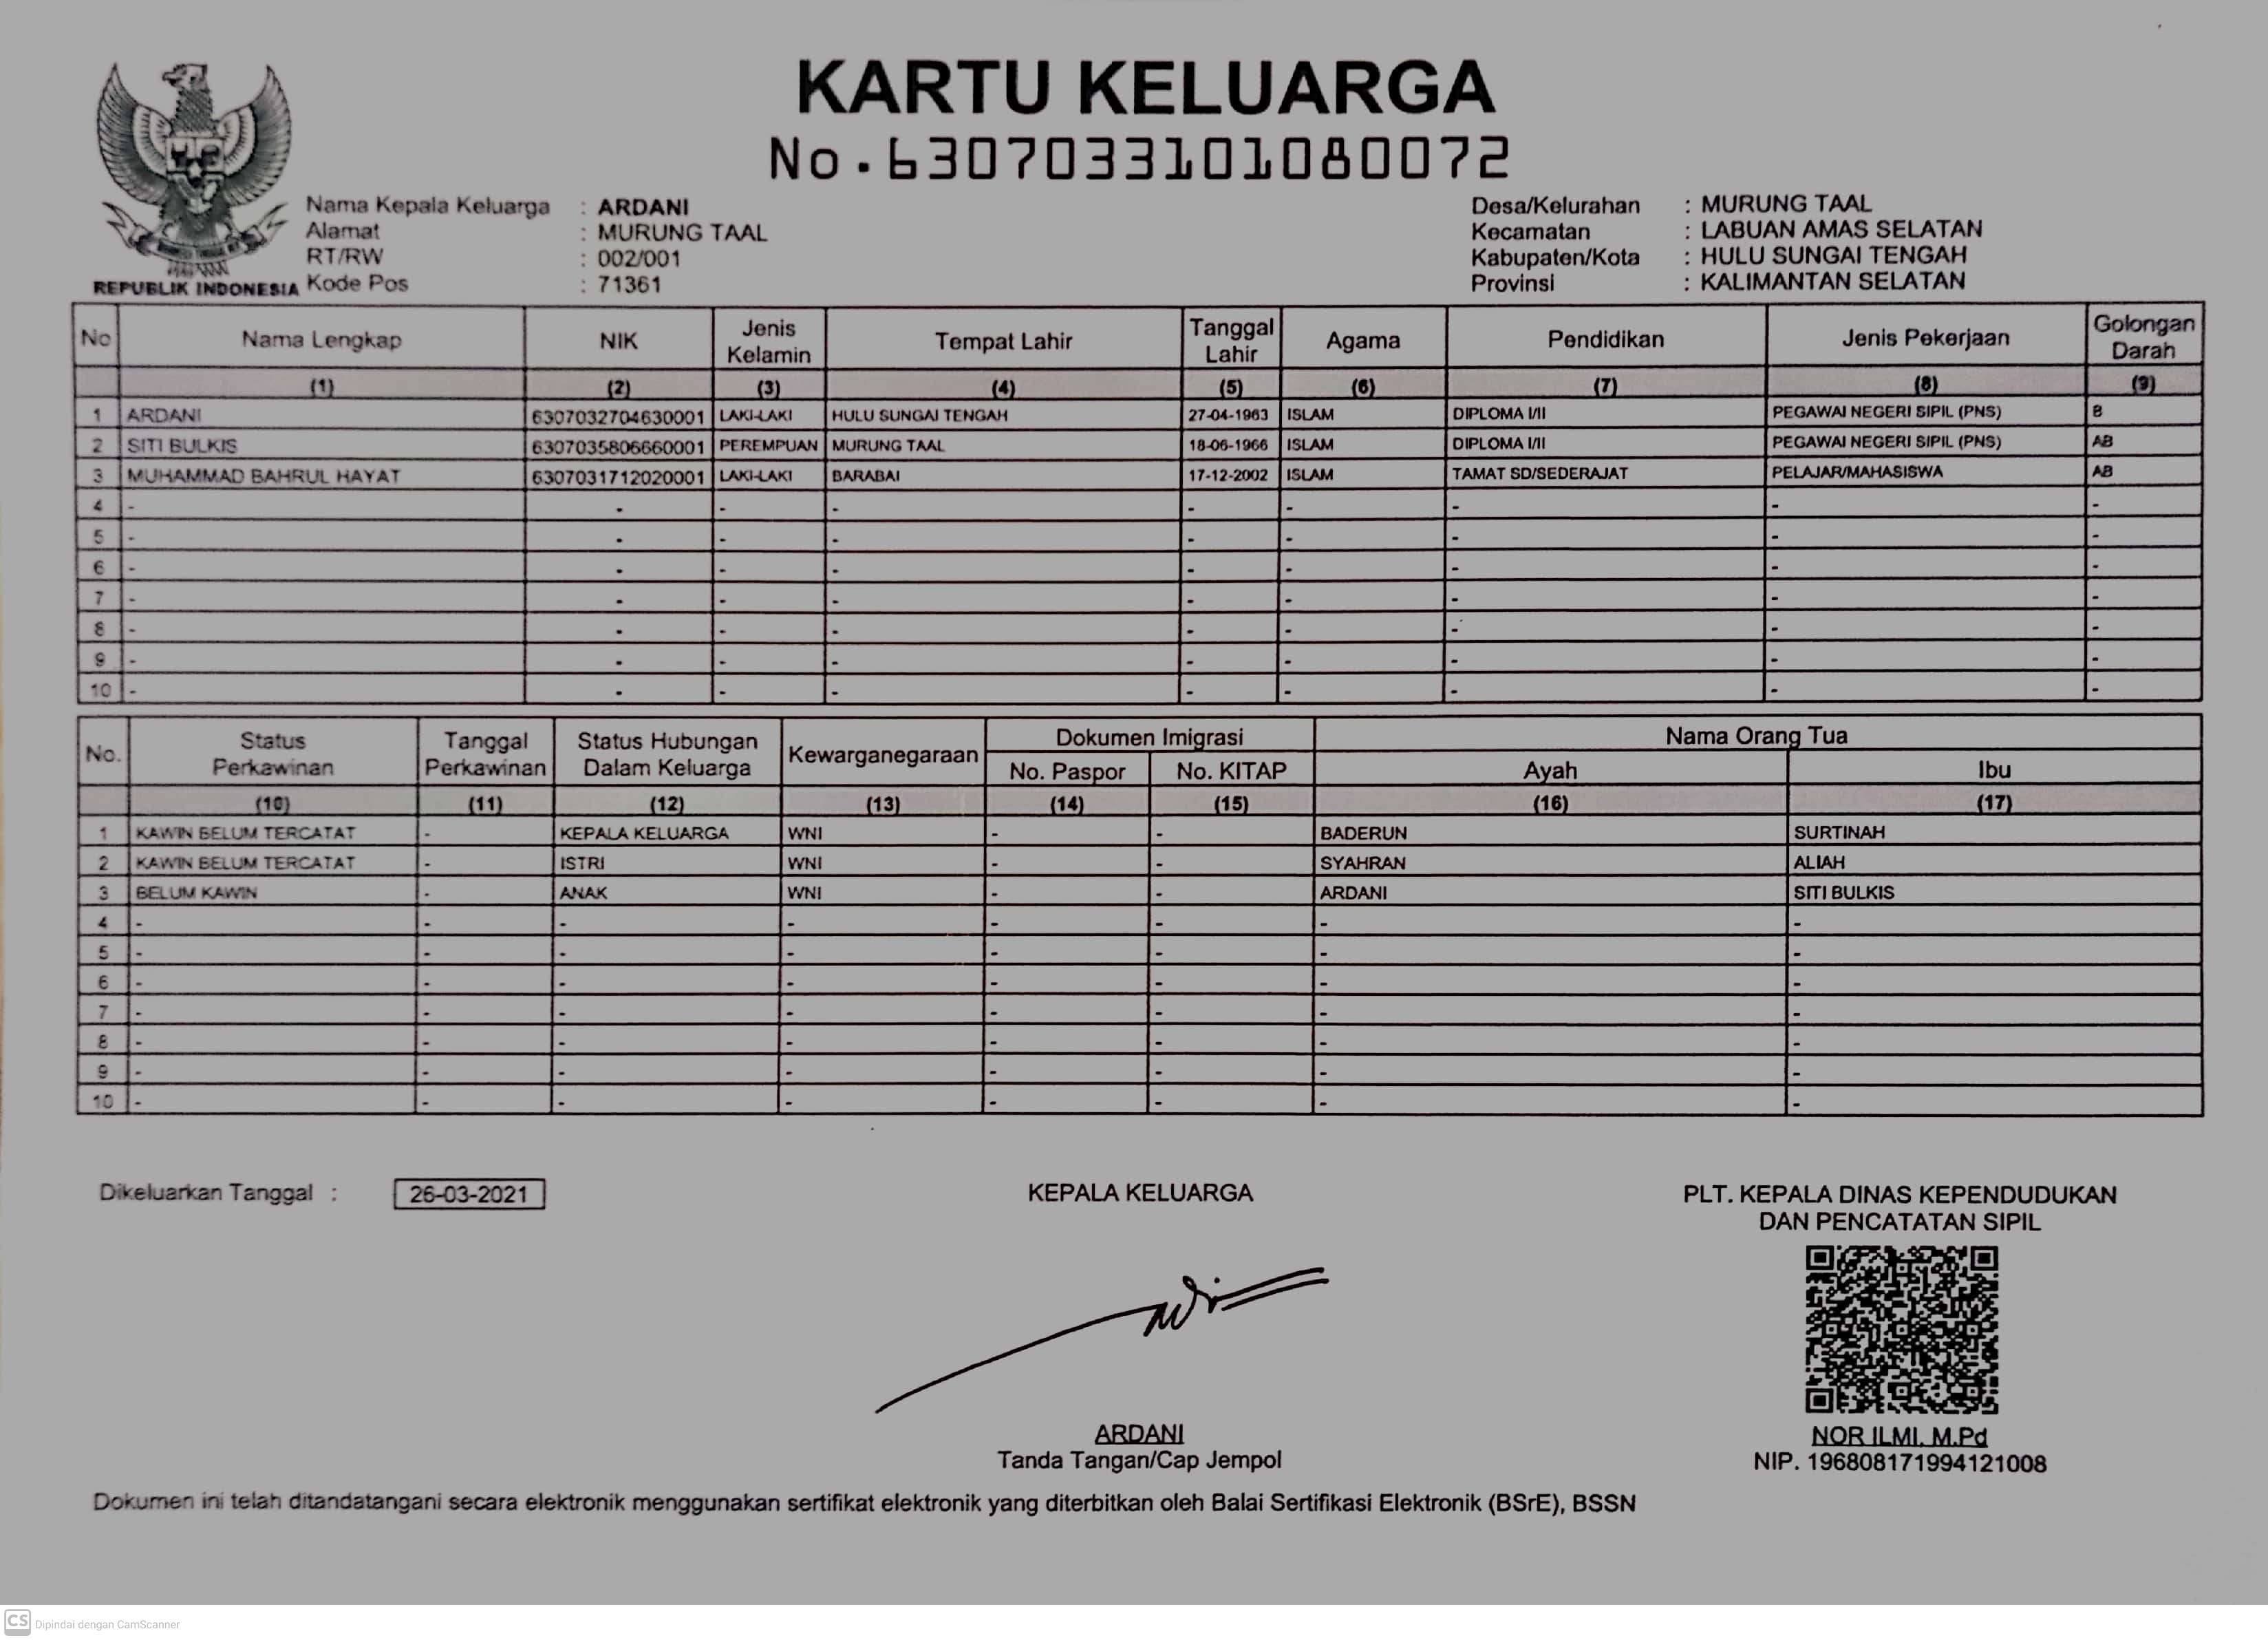 KARTU KELUARGA
No.6307033101080072
REPUBLIK INDONESIA
Nama Kepala Keluarga : ARDANI
Alamat : MURUNG TAAL
RT/RW : 002/001
Kode Pos : 71361
Desa/Kelurahan : MURUNG TAAL
Kecamatan : LABUAN AMAS SELATAN
Kabupaten/Kota : HULU SUNGAI TENGAH
Provinsi : KALIMANTAN SELATAN
No Nama Lengkap NIK Jenis Kelamin Tempat Lahir Tanggal Lahir Agama Pendidikan Jenis Pekerjaan Golongan Darah
(1) (2) (3) (4) (5) (6) (7) (8) (9)
1 ARDANI 6307032704630001 LAKI-LAKI HULU SUNGAI TENGAH 27-04-1963 ISLAM DIPLOMA I/II PEGAWAI NEGERI SIPIL (PNS) B
2 SITI BULKIS 6307035806660001 PEREMPUAN MURUNG TAAL 18-06-1966 ISLAM DIPLOMA I/II PEGAWAI NEGERI SIPIL (PNS) AB
3 MUHAMMAD BAHRUL HAYAT 6307031712020001 LAKI-LAKI BARABAI 17-12-2002 ISLAM TAMAT SD/SEDERAJAT PELAJAR/MAHASISWA AB
4 - - - - - - - - -
5 - - - - - - - - -
6 - - - - - - - - -
7 - - - - - - - - -
8 - - - - - - - - -
9 - - - - - - - - -
10 - - - - - - - - -
No. Status Perkawinan Tanggal Perkawinan Status Hubungan Dalam Keluarga Kewarganegaraan Dokumen Imigrasi Nama Orang Tua
No. Paspor No. KITAP Ayah Ibu
(10) (11) (12) (13) (14) (15) (16) (17)
1 KAWIN BELUM TERCATAT - KEPALA KELUARGA WNI - - BADERUN SURTINAH
2 KAWIN BELUM TERCATAT - ISTRI WNI - - SYAHRAN ALIAH
3 BELUM KAWIN - ANAK WNI - - ARDANI SITI BULKIS
4 - - - - - - - -
5 - - - - - - - -
6 - - - - - - - -
7 - - - - - - - -
8 - - - - - - - -
9 - - - - - - - -
10 - - - - - - - -
Dikeluarkan Tanggal : 26-03-2021
KEPALA KELUARGA
ARDANI
Tanda Tangan/Cap Jempol
PLT. KEPALA DINAS KEPENDUDUKAN
DAN PENCATATAN SIPIL
NOR ILMI, M.Pd
NIP. 196808171994121008
Dokumen ini telah ditandatangani secara elektronik menggunakan sertifikat elektronik yang diterbitkan oleh Balai Sertifikasi Elektronik (BSrE), BSSN
CS Dipindai dengan CamScanner